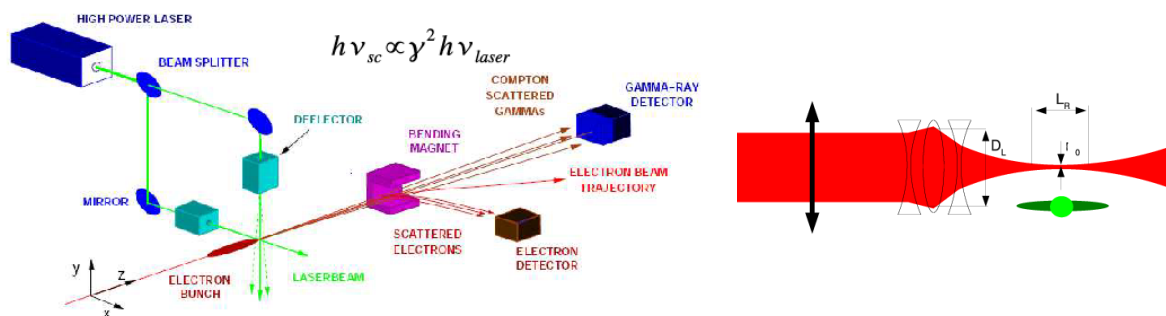 HIGH POWER LASER
BEAM SPLITTER
hν_sc ∝ γ² hν_laser
COMPTON
SCATTERED
GAMMAs
GAMMA-RAY
DETECTOR
DEFLECTOR
BENDING
MAGNET
ELECTRON BEAM
TRAJECTORY
MIRROR
SCATTERED
ELECTRONS
ELECTRON
DETECTOR
LASERBEAM
ELECTRON
BUNCH
y
z
x
L_R
D_L